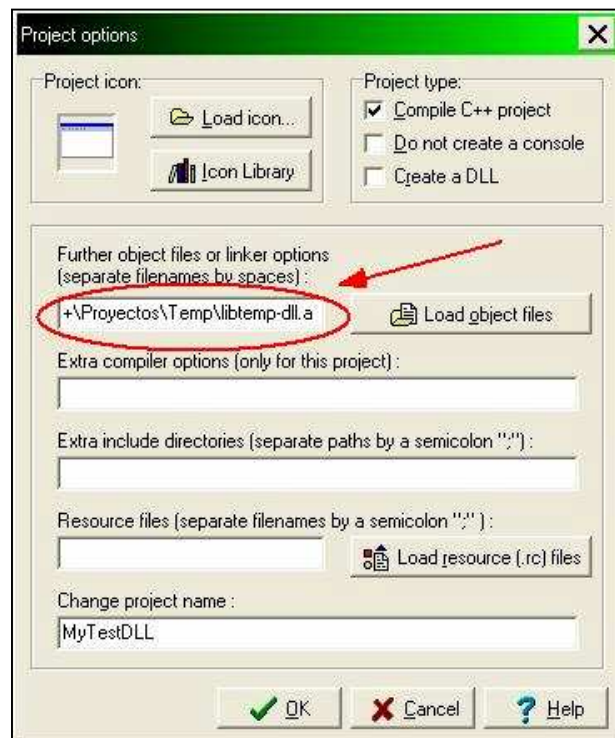 Project options
Project icon:
Load icon...
Icon Library
Project type:
Compile C++ project
Do not create a console
Create a DLL
Further object files or linker options
(separate filenames by spaces) :
+\Proyectos\Temp\libtemp-dll.a
Load object files
Extra compiler options (only for this project) :
Extra include directories (separate paths by a semicolon ";") :
Resource files (separate filenames by a semicolon ";" ) :
Load resource (.rc) files
Change project name :
MyTestDLL
OK
Cancel
? Help